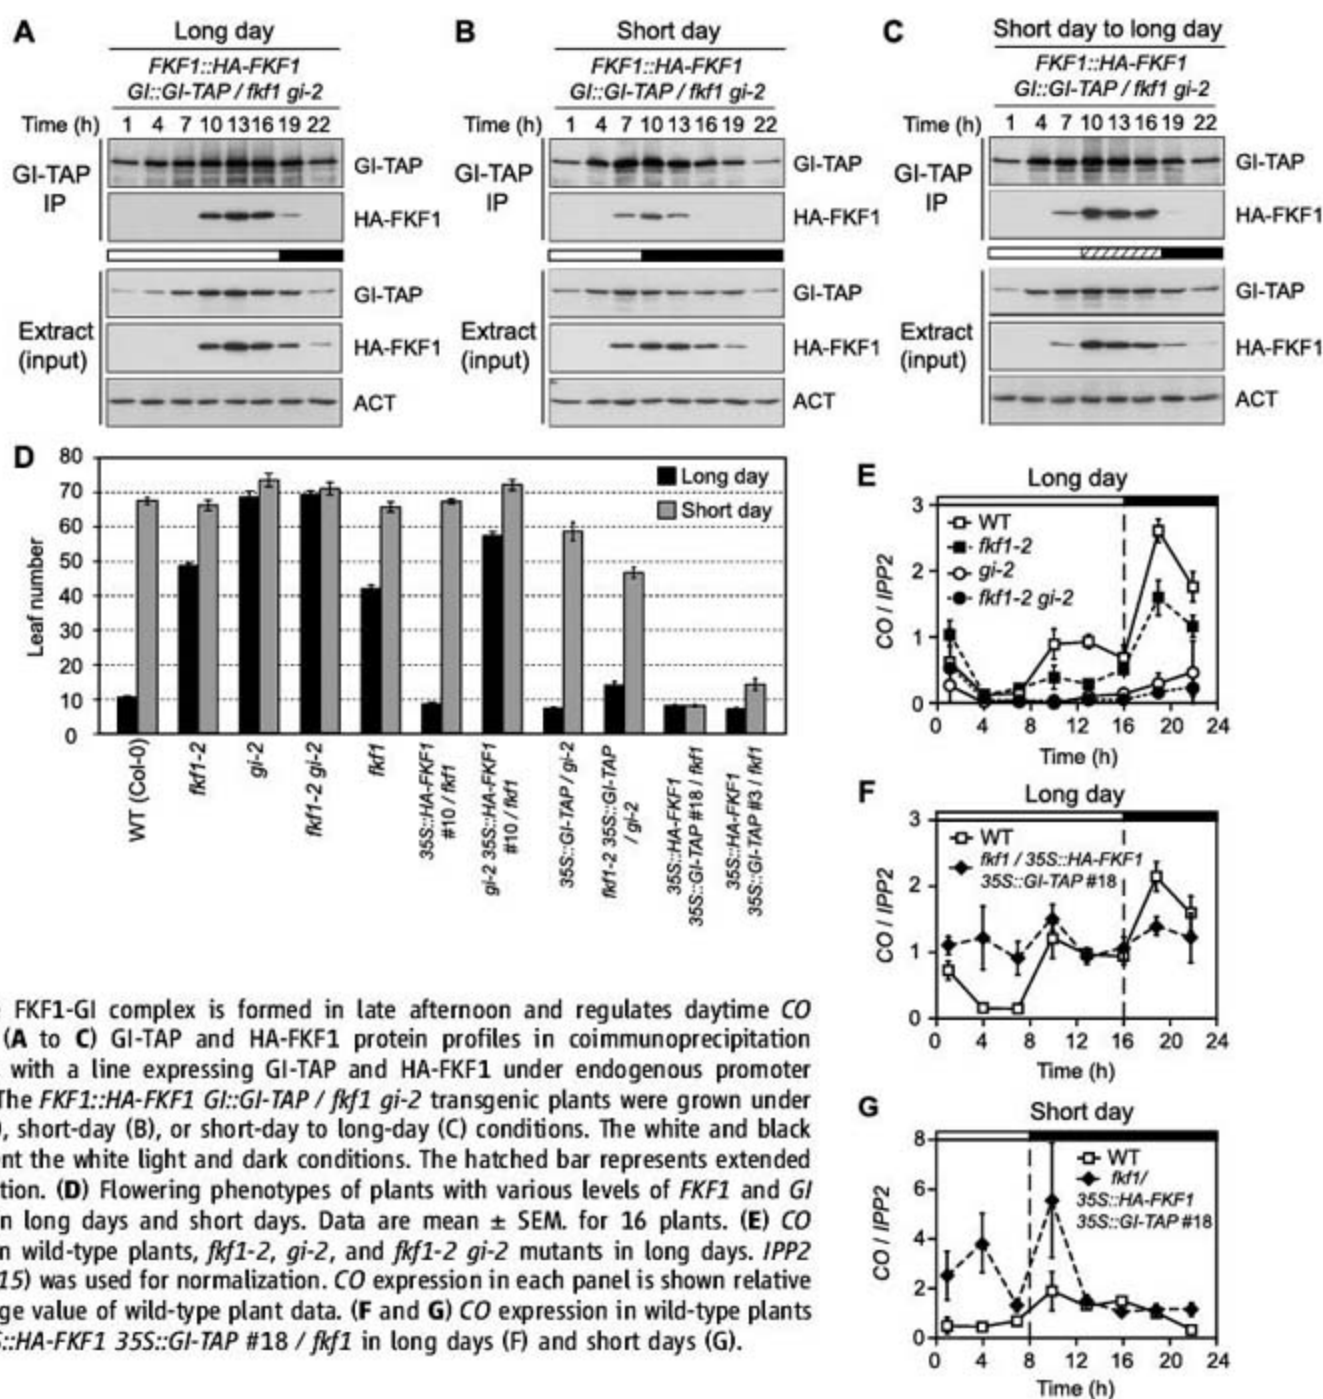 A
Long day
FKF1::HA-FKF1
GI::GI-TAP / fkf1 gi-2
Time (h) 1 4 7 10 13 16 19 22
GI-TAP
IP
GI-TAP
HA-FKF1
Extract
(input)
GI-TAP
HA-FKF1
ACT
B
Short day
FKF1::HA-FKF1
GI::GI-TAP / fkf1 gi-2
Time (h) 1 4 7 10 13 16 19 22
GI-TAP
IP
GI-TAP
HA-FKF1
Extract
(input)
GI-TAP
HA-FKF1
ACT
C
Short day to long day
FKF1::HA-FKF1
GI::GI-TAP / fkf1 gi-2
Time (h) 1 4 7 10 13 16 19 22
GI-TAP
IP
GI-TAP
HA-FKF1
Extract
(input)
GI-TAP
HA-FKF1
ACT
D
Leaf number
80
70
60
50
40
30
20
10
0
Long day
Short day
WT (Col-0)
fkf1-2
gi-2
fkf1-2 gi-2
fkf1
35S::HA-FKF1
#10 / fkf1
gi-2 35S::HA-FKF1
#10 / fkf1
35S::GI-TAP / gi-2
fkf1-2 35S::GI-TAP
/ gi-2
35S::HA-FKF1
35S::GI-TAP #18 / fkf1
35S::HA-FKF1
35S::GI-TAP #3 / fkf1
E
Long day
CO / IPP2
3
2
1
0
WT
fkf1-2
gi-2
fkf1-2 gi-2
0 4 8 12 16 20 24
Time (h)
F
Long day
CO / IPP2
3
2
1
0
WT
fkf1 / 35S::HA-FKF1
35S::GI-TAP #18
0 4 8 12 16 20 24
Time (h)
G
Short day
CO / IPP2
8
6
4
2
0
WT
fkf1/
35S::HA-FKF1
35S::GI-TAP #18
0 4 8 12 16 20 24
Time (h)
FKF1-GI complex is formed in late afternoon and regulates daytime CO
(A to C) GI-TAP and HA-FKF1 protein profiles in coimmunoprecipitation
with a line expressing GI-TAP and HA-FKF1 under endogenous promoter
The FKF1::HA-FKF1 GI::GI-TAP / fkf1 gi-2 transgenic plants were grown under
, short-day (B), or short-day to long-day (C) conditions. The white and black
nt the white light and dark conditions. The hatched bar represents extended
tion. (D) Flowering phenotypes of plants with various levels of FKF1 and GI
n long days and short days. Data are mean ± SEM. for 16 plants. (E) CO
n wild-type plants, fkf1-2, gi-2, and fkf1-2 gi-2 mutants in long days. IPP2
15) was used for normalization. CO expression in each panel is shown relative
ge value of wild-type plant data. (F and G) CO expression in wild-type plants
::HA-FKF1 35S::GI-TAP #18 / fkf1 in long days (F) and short days (G).